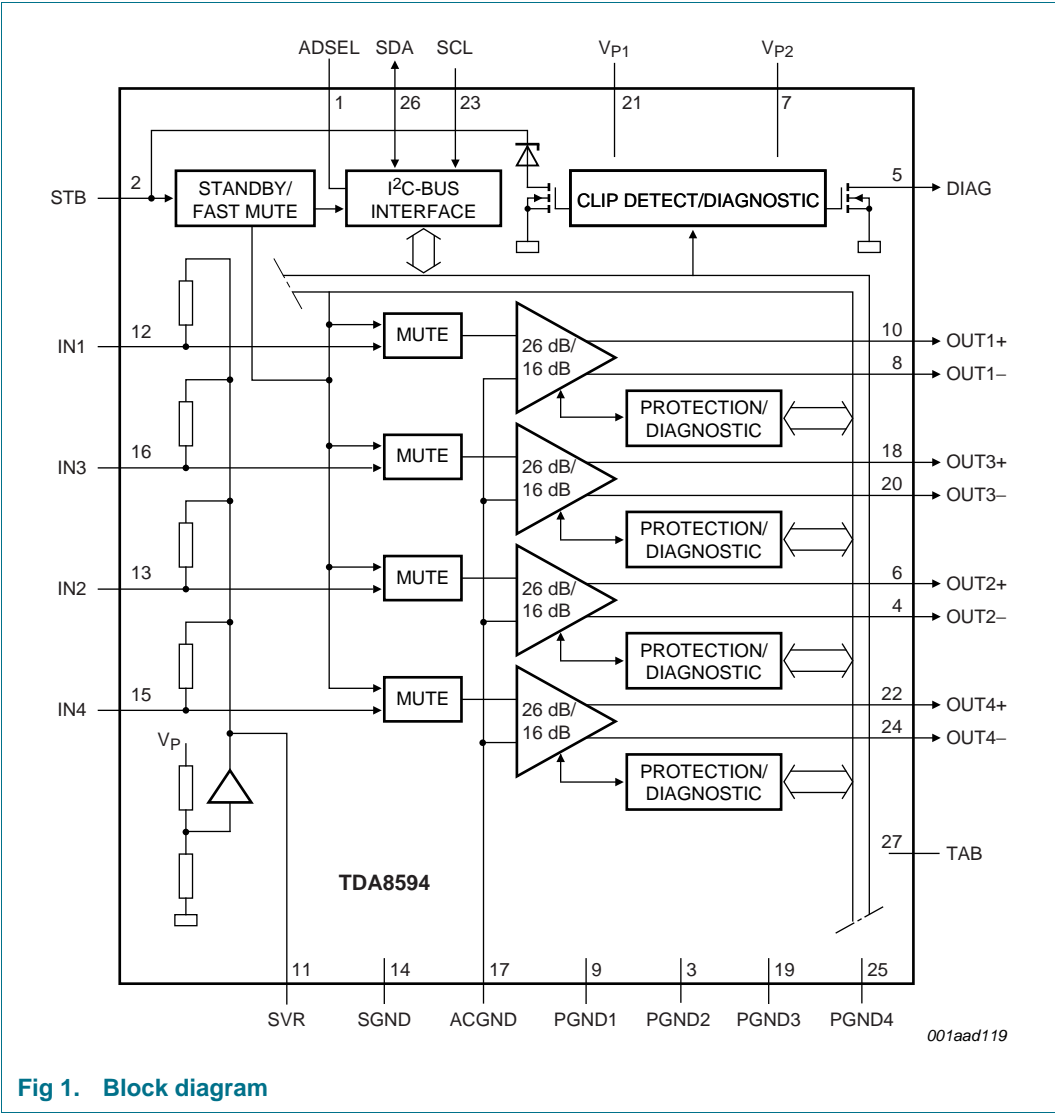 ADSEL SDA SCL VP1 VP2
1 26 23 21 7
STB 2 STANDBY/
FAST MUTE
I2C-BUS
INTERFACE
CLIP DETECT/DIAGNOSTIC
5 DIAG
IN1 12 MUTE
26 dB/
16 dB
10 OUT1+
8 OUT1−
PROTECTION/
DIAGNOSTIC
IN3 16 MUTE
26 dB/
16 dB
18 OUT3+
20 OUT3−
PROTECTION/
DIAGNOSTIC
IN2 13 MUTE
26 dB/
16 dB
6 OUT2+
4 OUT2−
PROTECTION/
DIAGNOSTIC
IN4 15 MUTE
26 dB/
16 dB
22 OUT4+
24 OUT4−
PROTECTION/
DIAGNOSTIC
VP
27 TAB
TDA8594
11 14 17 9 3 19 25
SVR SGND ACGND PGND1 PGND2 PGND3 PGND4
001aad119
Fig 1. Block diagram